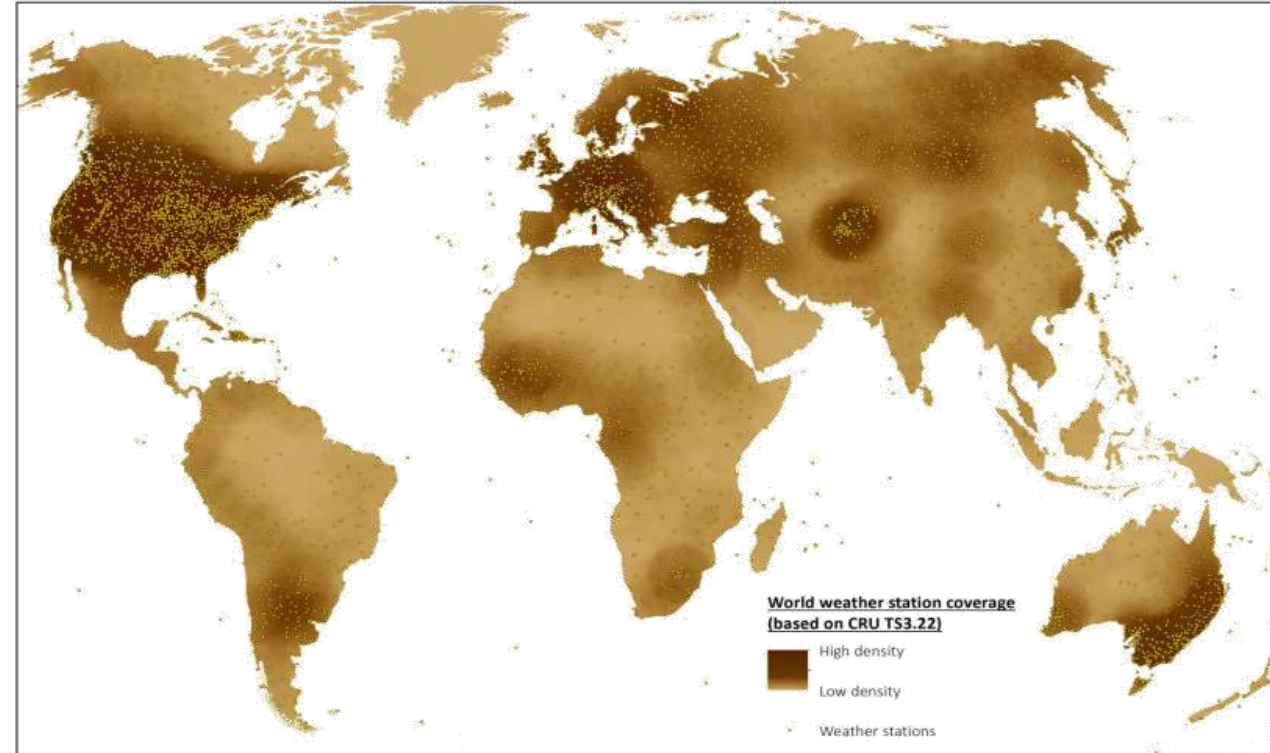 World weather station coverage
(based on CRU TS3.22)
High density
Low density
Weather stations